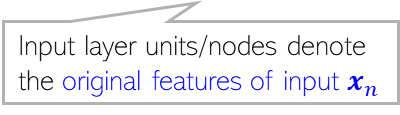 Input layer units/nodes denote
the original features of input 𝒙ₙ